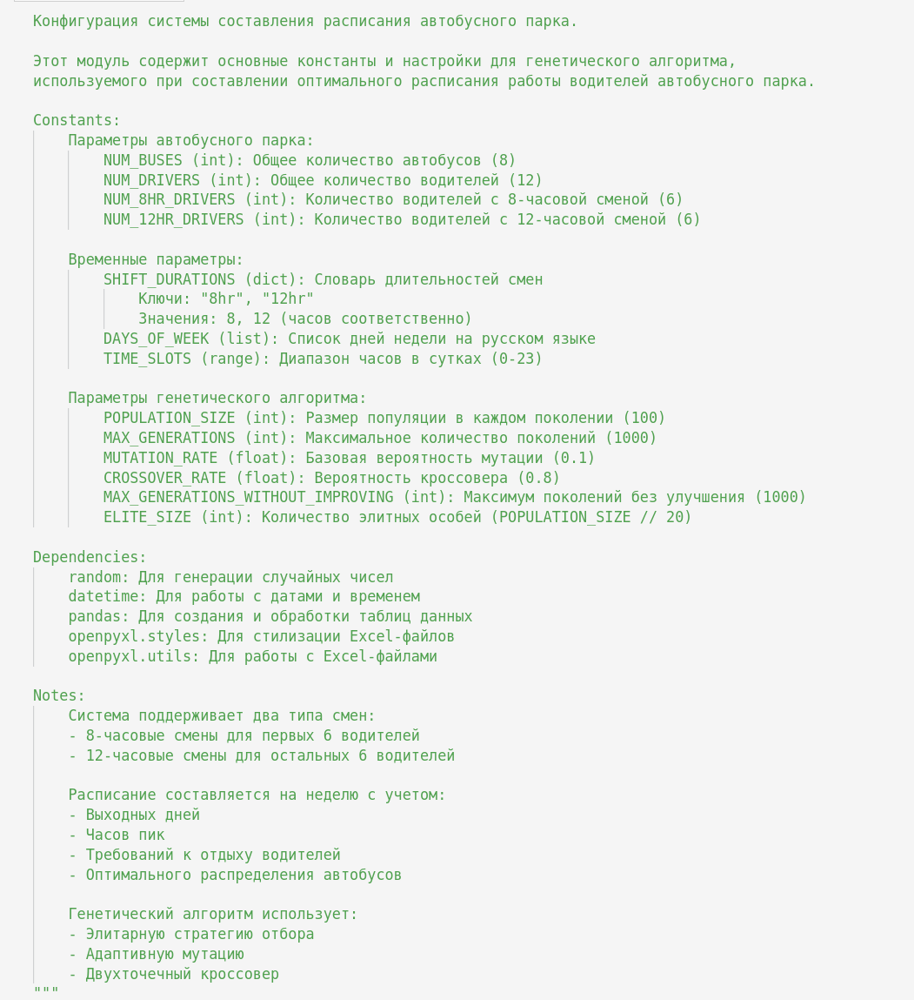 Конфигурация системы составления расписания автобусного парка.
Этот модуль содержит основные константы и настройки для генетического алгоритма,
используемого при составлении оптимального расписания работы водителей автобусного парка.
Constants:
Параметры автобусного парка:
NUM_BUSES (int): Общее количество автобусов (8)
NUM_DRIVERS (int): Общее количество водителей (12)
NUM_8HR_DRIVERS (int): Количество водителей с 8-часовой сменой (6)
NUM_12HR_DRIVERS (int): Количество водителей с 12-часовой сменой (6)
Временные параметры:
SHIFT_DURATIONS (dict): Словарь длительностей смен
Ключи: "8hr", "12hr"
Значения: 8, 12 (часов соответственно)
DAYS_OF_WEEK (list): Список дней недели на русском языке
TIME_SLOTS (range): Диапазон часов в сутках (0-23)
Параметры генетического алгоритма:
POPULATION_SIZE (int): Размер популяции в каждом поколении (100)
MAX_GENERATIONS (int): Максимальное количество поколений (1000)
MUTATION_RATE (float): Базовая вероятность мутации (0.1)
CROSSOVER_RATE (float): Вероятность кроссовера (0.8)
MAX_GENERATIONS_WITHOUT_IMPROVING (int): Максимум поколений без улучшения (1000)
ELITE_SIZE (int): Количество элитных особей (POPULATION_SIZE // 20)
Dependencies:
random: Для генерации случайных чисел
datetime: Для работы с датами и временем
pandas: Для создания и обработки таблиц данных
openpyxl.styles: Для стилизации Excel-файлов
openpyxl.utils: Для работы с Excel-файлами
Notes:
Система поддерживает два типа смен:
- 8-часовые смены для первых 6 водителей
- 12-часовые смены для остальных 6 водителей
Расписание составляется на неделю с учетом:
- Выходных дней
- Часов пик
- Требований к отдыху водителей
- Оптимального распределения автобусов
Генетический алгоритм использует:
- Элитарную стратегию отбора
- Адаптивную мутацию
- Двухточечный кроссовер
"""